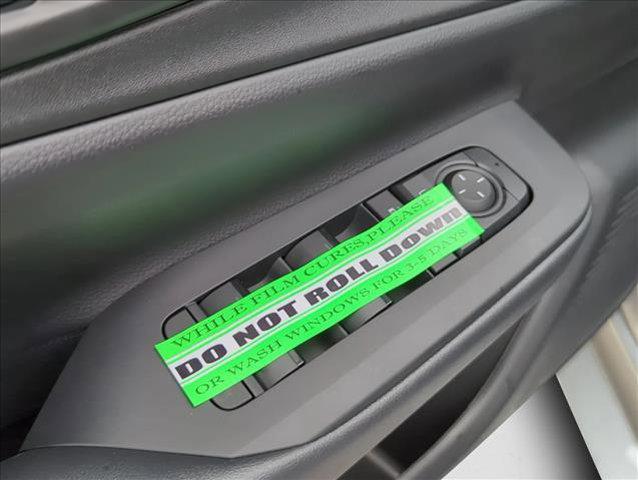 WHILE FILM CURES,PLEASE
DO NOT ROLL DOWN
OR WASH WINDOWS FOR 3-5 DAYS